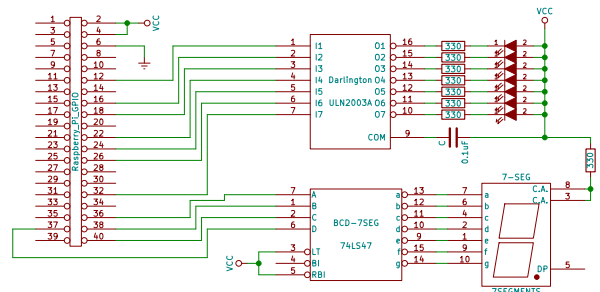 1 2
3 4
5 6
7 8
9 10
11 12
13 14
15 16
17 18
19 20
21 22
23 24
25 26
27 28
29 30
31 32
33 34
35 36
37 38
39 40
Raspberry_PI_GPIO
VCC
1 I1 O1 16 330 1 2
2 I2 O2 15 330 2
3 I3 O3 14 330 2
4 I4 Darlington O4 13 330 2
5 I5 O5 12 330 2
6 I6 ULN2003A O6 11 330 2
7 I7 O7 10 330 2
COM 9
C
0.1uF
VCC
330
7 A a 13
1 B b 12
2 C c 11
6 D d 10
e 9
f 15
g 14
BCD-7SEG
74LS47
3 LT
4 BI
5 RBI
VCC
7-SEG
7 a
6 b
4 c
2 d
1 e
9 f
10 g
C.A. 8
C.A. 3
DP 5
7SEGMENTS